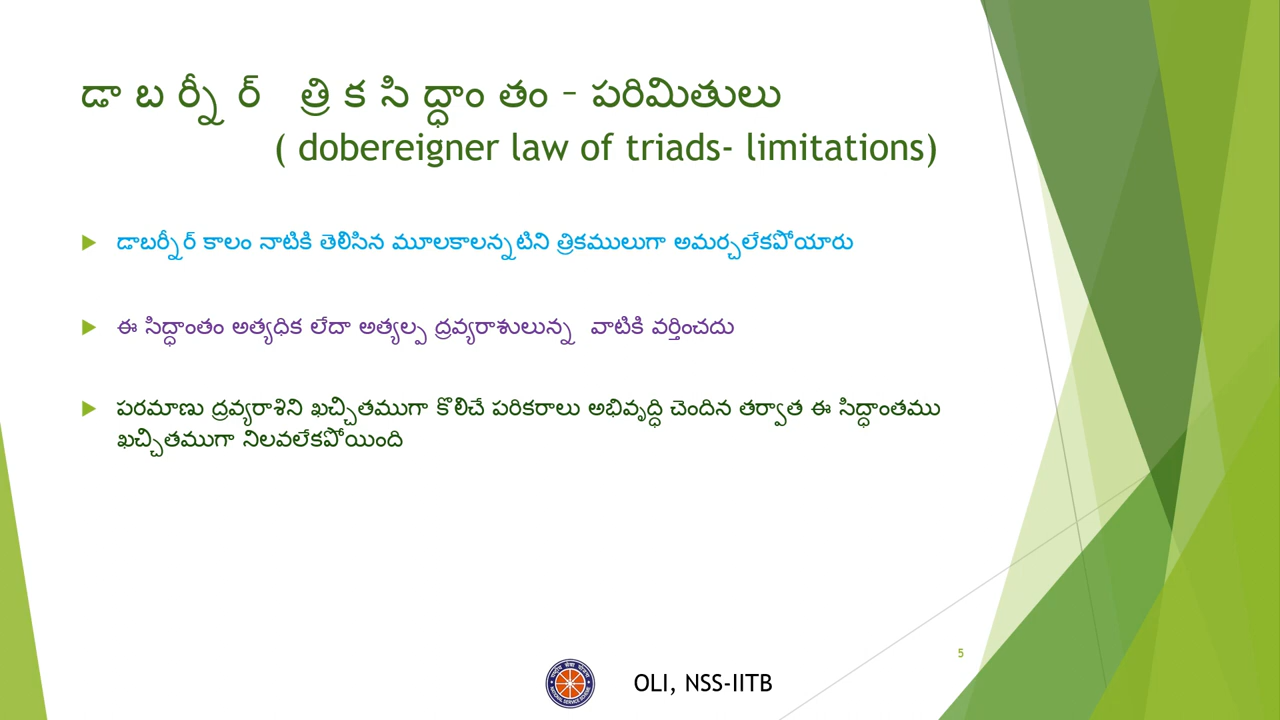 డా బ ర్నీ ర్ త్రి క సి ద్ధాం తం – పరిమితులు
( dobereigner law of triads- limitations)
డాబర్నీర్ కాలం నాటికి తెలిసిన మూలకాలన్నటిని త్రికములుగా అమర్చలేకపోయారు
ఈ సిద్ధాంతం అత్యధిక లేదా అత్యల్ప ద్రవ్యరాశులున్న వాటికి వర్తించదు
పరమాణు ద్రవ్యరాశిని ఖచ్చితముగా కొలిచే పరికరాలు అభివృద్ధి చెందిన తర్వాత ఈ సిద్ధాంతము
ఖచ్చితముగా నిలవలేకపోయింది
5
OLI, NSS-IITB